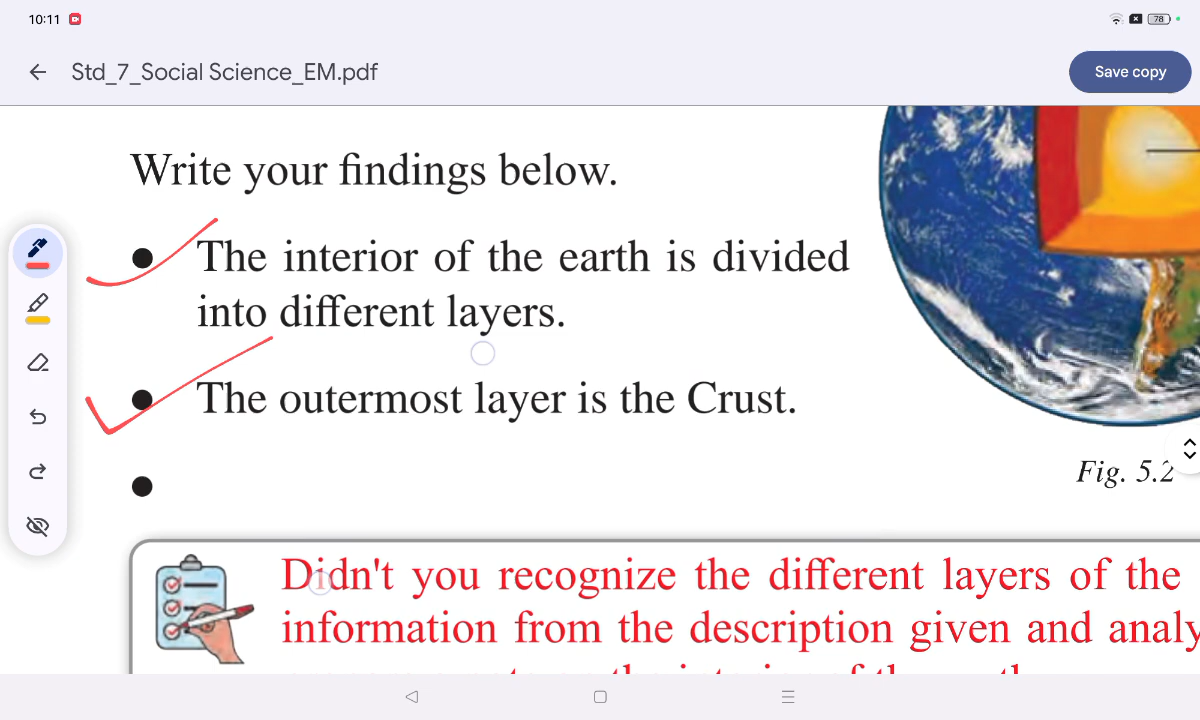 10:11
78
Std_7_Social Science_EM.pdf
Save copy
Write your findings below.
● The interior of the earth is divided
into different layers.
● The outermost layer is the Crust.
●
Fig. 5.2
Didn't you recognize the different layers of the
information from the description given and analy